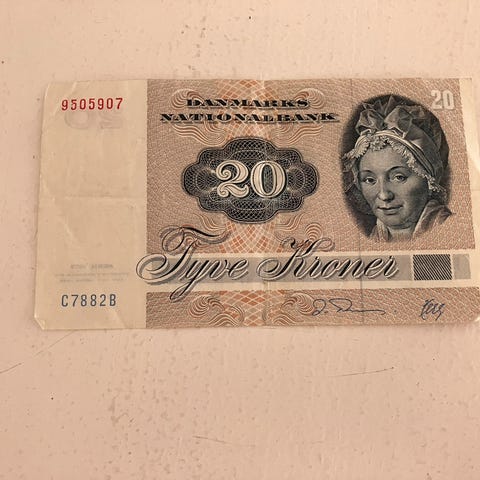 9505907
DANMARKS
NATIONALBANK
20
20
Tyve Kroner
C7882B